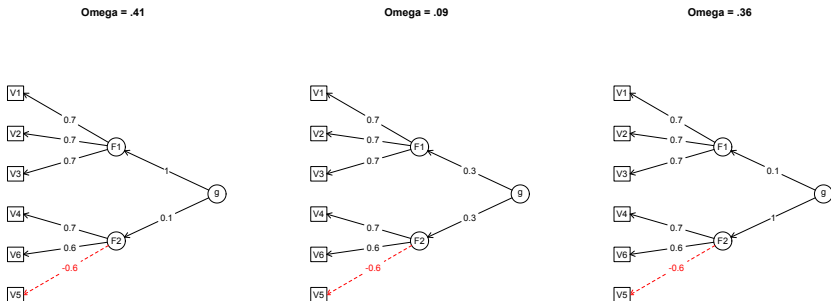 Omega = .41
V1
V2
V3
V4
V6
V5
0.7
0.7
0.7
0.7
0.6
-0.6
F1
F2
1
0.1
g
Omega = .09
V1
V2
V3
V4
V6
V5
0.7
0.7
0.7
0.7
0.6
-0.6
F1
F2
0.3
0.3
g
Omega = .36
V1
V2
V3
V4
V6
V5
0.7
0.7
0.7
0.7
0.6
-0.6
F1
F2
0.1
1
g